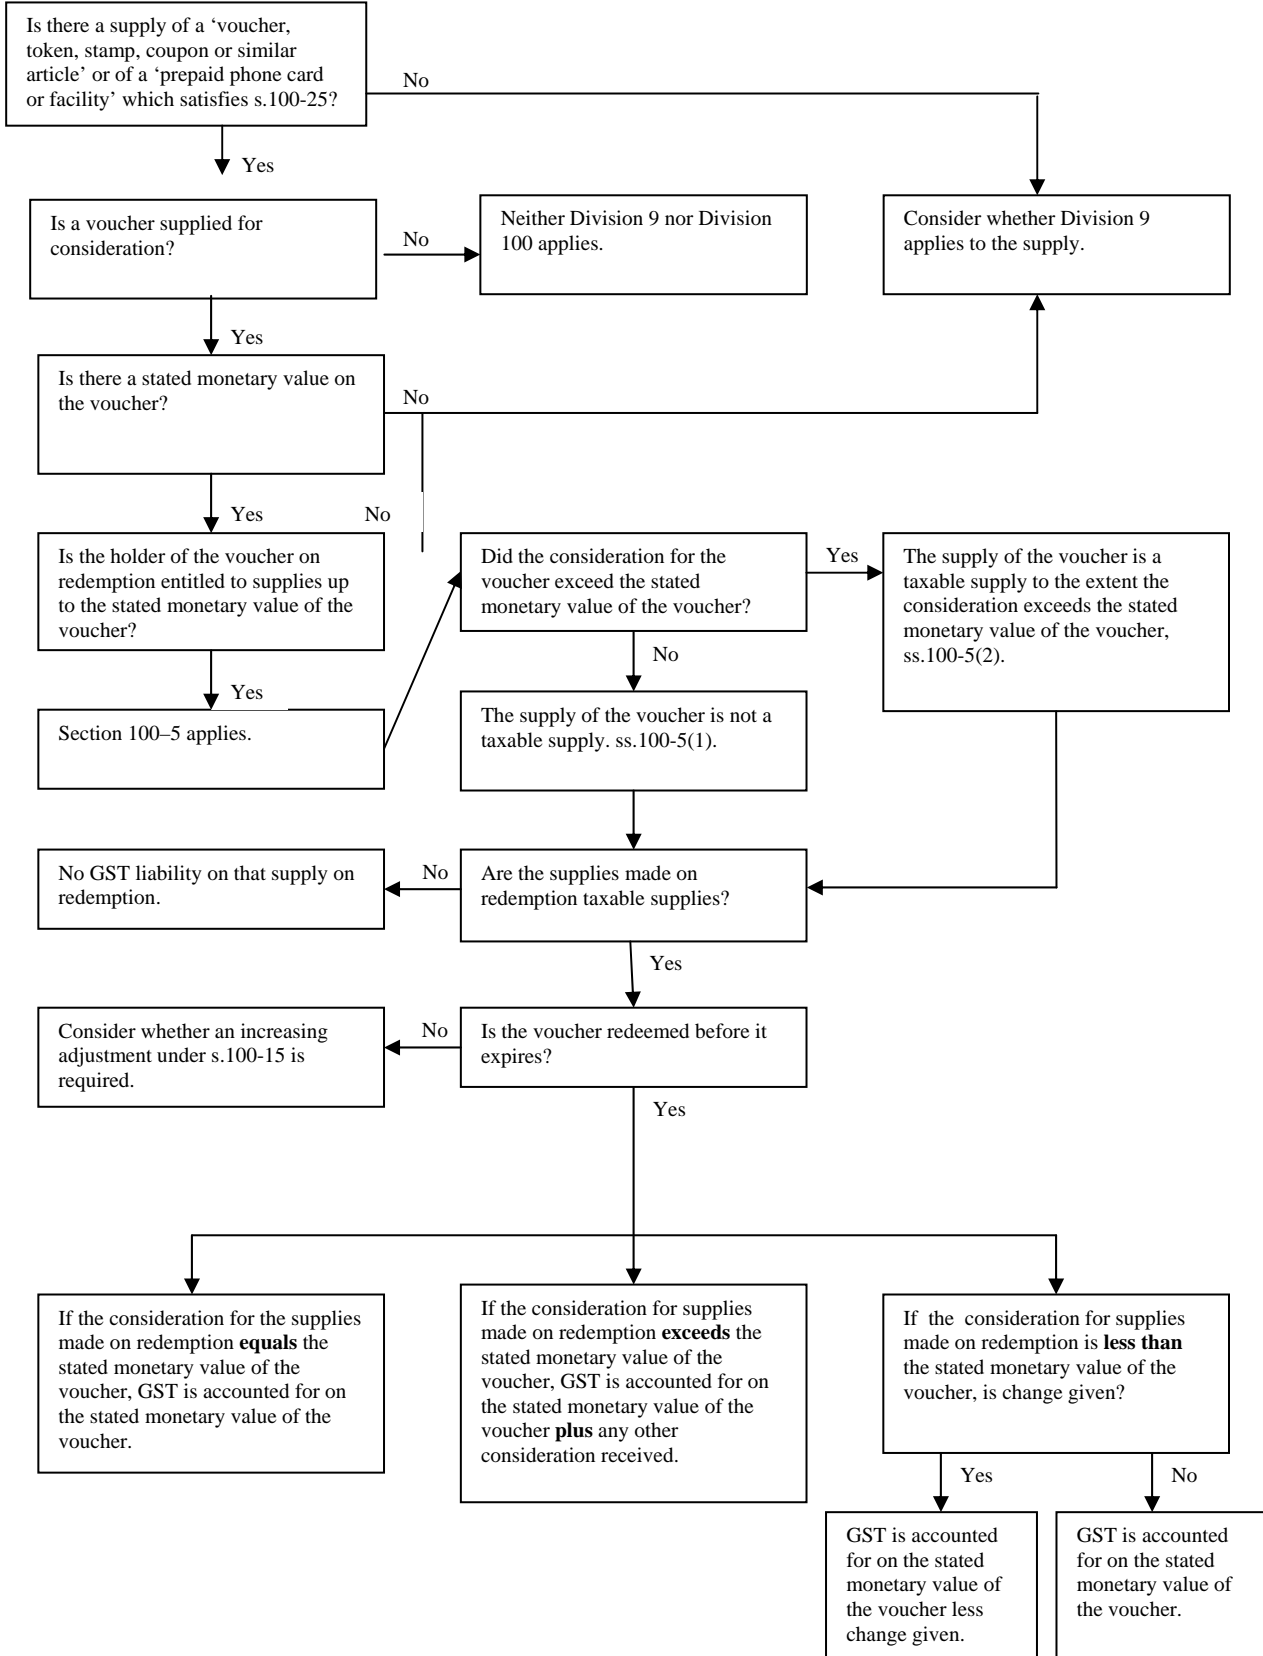 Is there a supply of a ‘voucher,
token, stamp, coupon or similar
article’ or of a ‘prepaid phone card
or facility’ which satisfies s.100-25?
No
Yes
Is a voucher supplied for
consideration?
No
Neither Division 9 nor Division
100 applies.
Consider whether Division 9
applies to the supply.
Yes
Is there a stated monetary value on
the voucher?
No
Yes
No
Is the holder of the voucher on
redemption entitled to supplies up
to the stated monetary value of the
voucher?
Did the consideration for the
voucher exceed the stated
monetary value of the voucher?
Yes
The supply of the voucher is a
taxable supply to the extent the
consideration exceeds the stated
monetary value of the voucher,
ss.100-5(2).
No
Yes
Section 100–5 applies.
The supply of the voucher is not a
taxable supply. ss.100-5(1).
No GST liability on that supply on
redemption.
No
Are the supplies made on
redemption taxable supplies?
Yes
Consider whether an increasing
adjustment under s.100-15 is
required.
No
Is the voucher redeemed before it
expires?
Yes
If the consideration for the supplies
made on redemption equals the
stated monetary value of the
voucher, GST is accounted for on
the stated monetary value of the
voucher.
If the consideration for supplies
made on redemption exceeds the
stated monetary value of the
voucher, GST is accounted for on
the stated monetary value of the
voucher plus any other
consideration received.
If the consideration for supplies
made on redemption is less than
the stated monetary value of the
voucher, is change given?
Yes
No
GST is accounted
for on the stated
monetary value of
the voucher less
change given.
GST is accounted
for on the stated
monetary value of
the voucher.